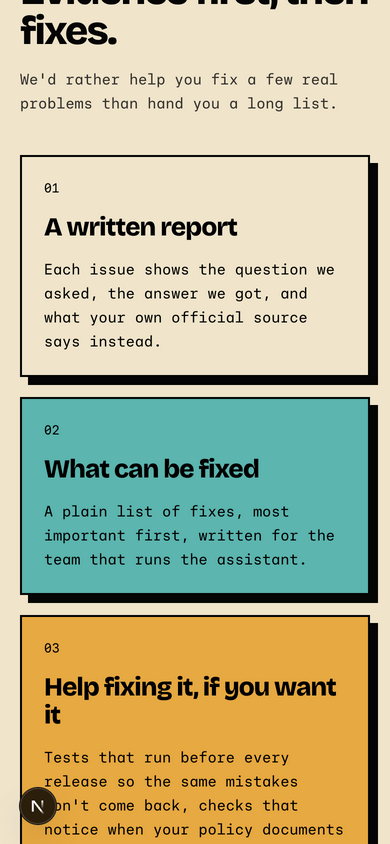 Evidence first, then
fixes.
We'd rather help you fix a few real
problems than hand you a long list.
01
A written report
Each issue shows the question we
asked, the answer we got, and
what your own official source
says instead.
02
What can be fixed
A plain list of fixes, most
important first, written for the
team that runs the assistant.
03
Help fixing it, if you want
it
Tests that run before every
release so the same mistakes
don't come back, checks that
notice when your policy documents
N